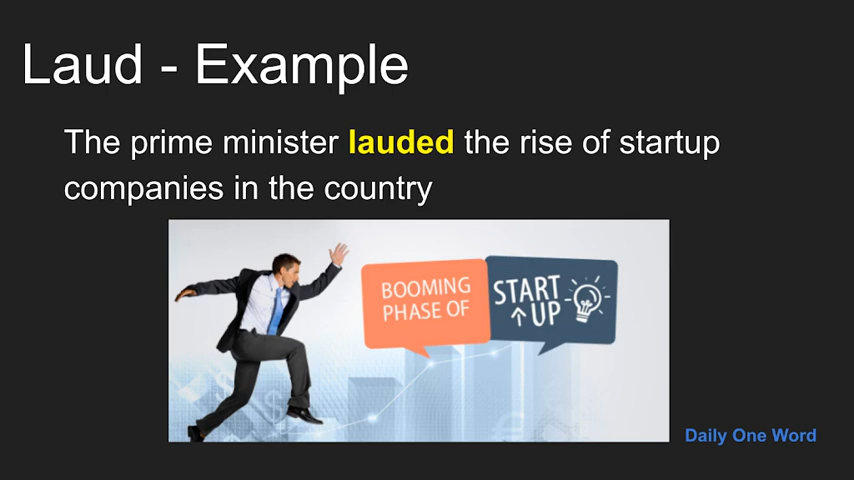 Laud - Example
The prime minister lauded the rise of startup
companies in the country
BOOMING
PHASE OF
START
UP
Daily One Word